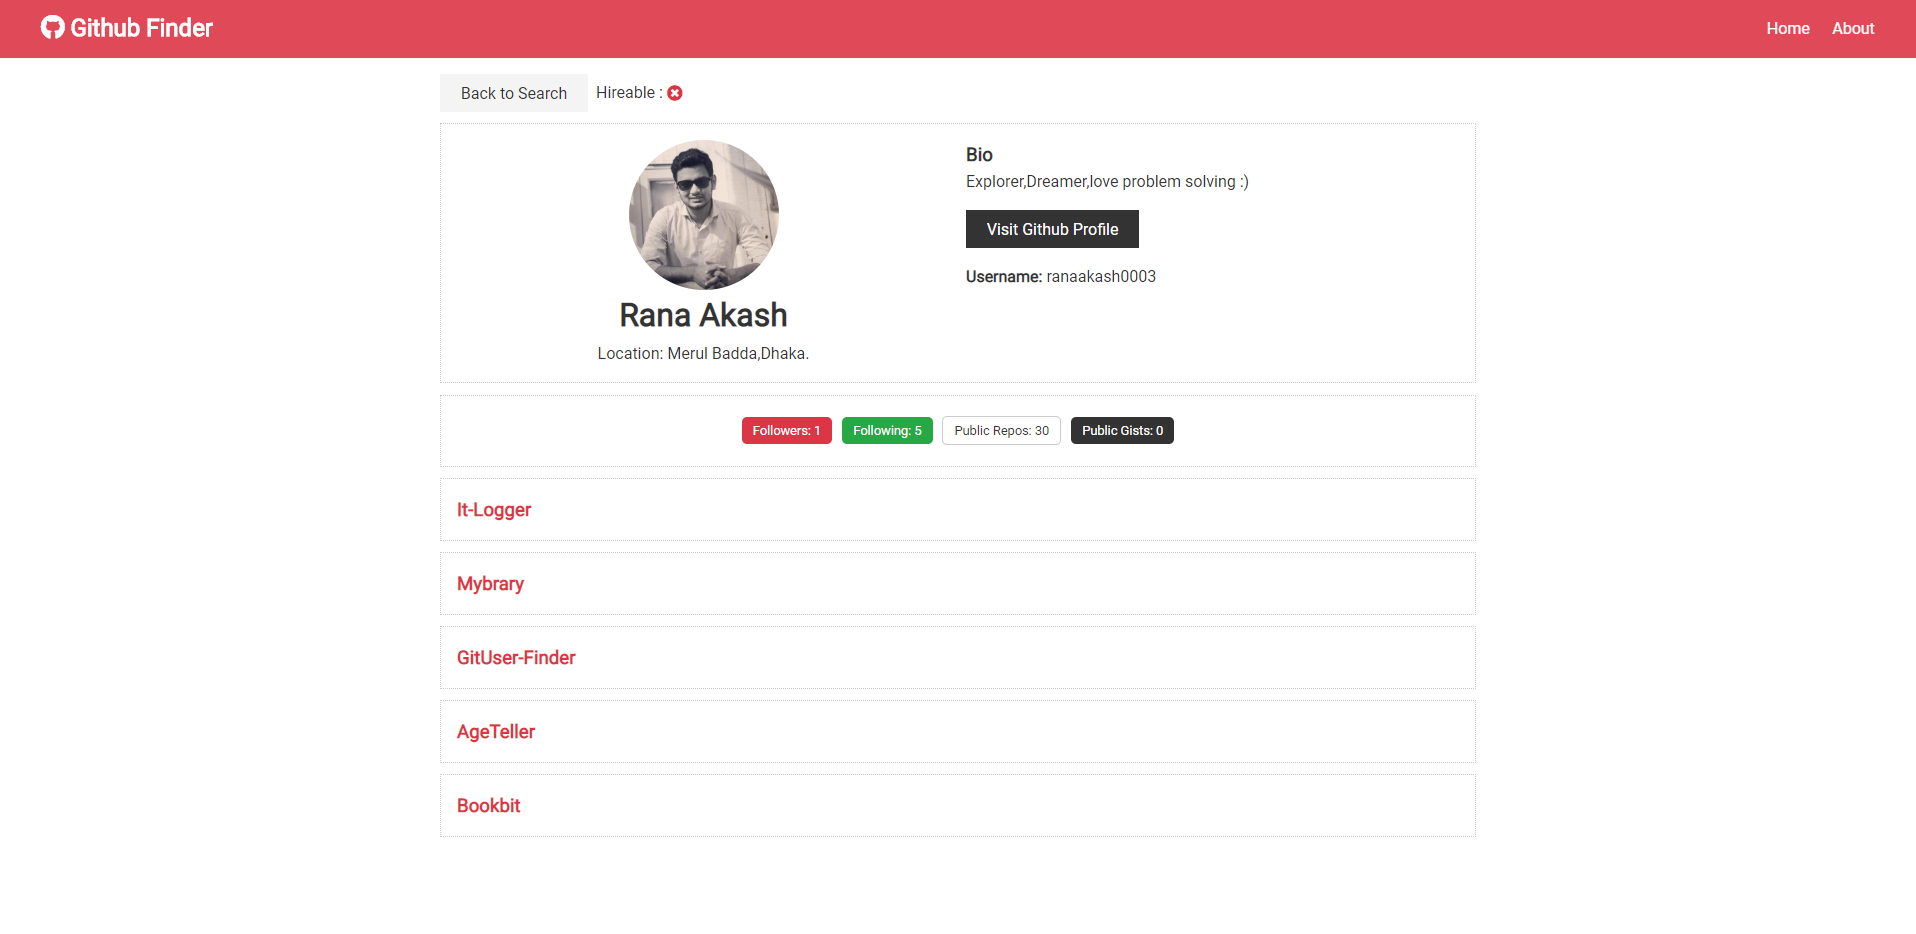 Github Finder
Home
About
Back to Search
Hireable :
Rana Akash
Location: Merul Badda,Dhaka.
Bio
Explorer,Dreamer,love problem solving :)
Visit Github Profile
Username: ranaakash0003
Followers: 1
Following: 5
Public Repos: 30
Public Gists: 0
It-Logger
Mybrary
GitUser-Finder
AgeTeller
Bookbit